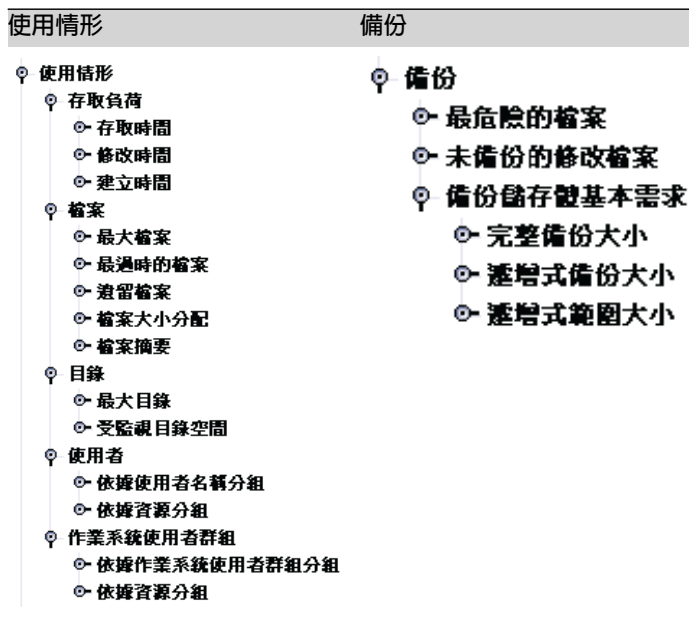 使用情形
備份
使用情形
存取負荷
存取時間
修改時間
建立時間
檔案
最大檔案
最過時的檔案
遺留檔案
檔案大小分配
檔案摘要
目錄
最大目錄
受監視目錄空間
使用者
依據使用者名稱分組
依據資源分組
作業系統使用者群組
依據作業系統使用者群組分組
依據資源分組
備份
最危險的檔案
未備份的修改檔案
備份儲存體基本需求
完整備份大小
遞增式備份大小
遞增式範圍大小